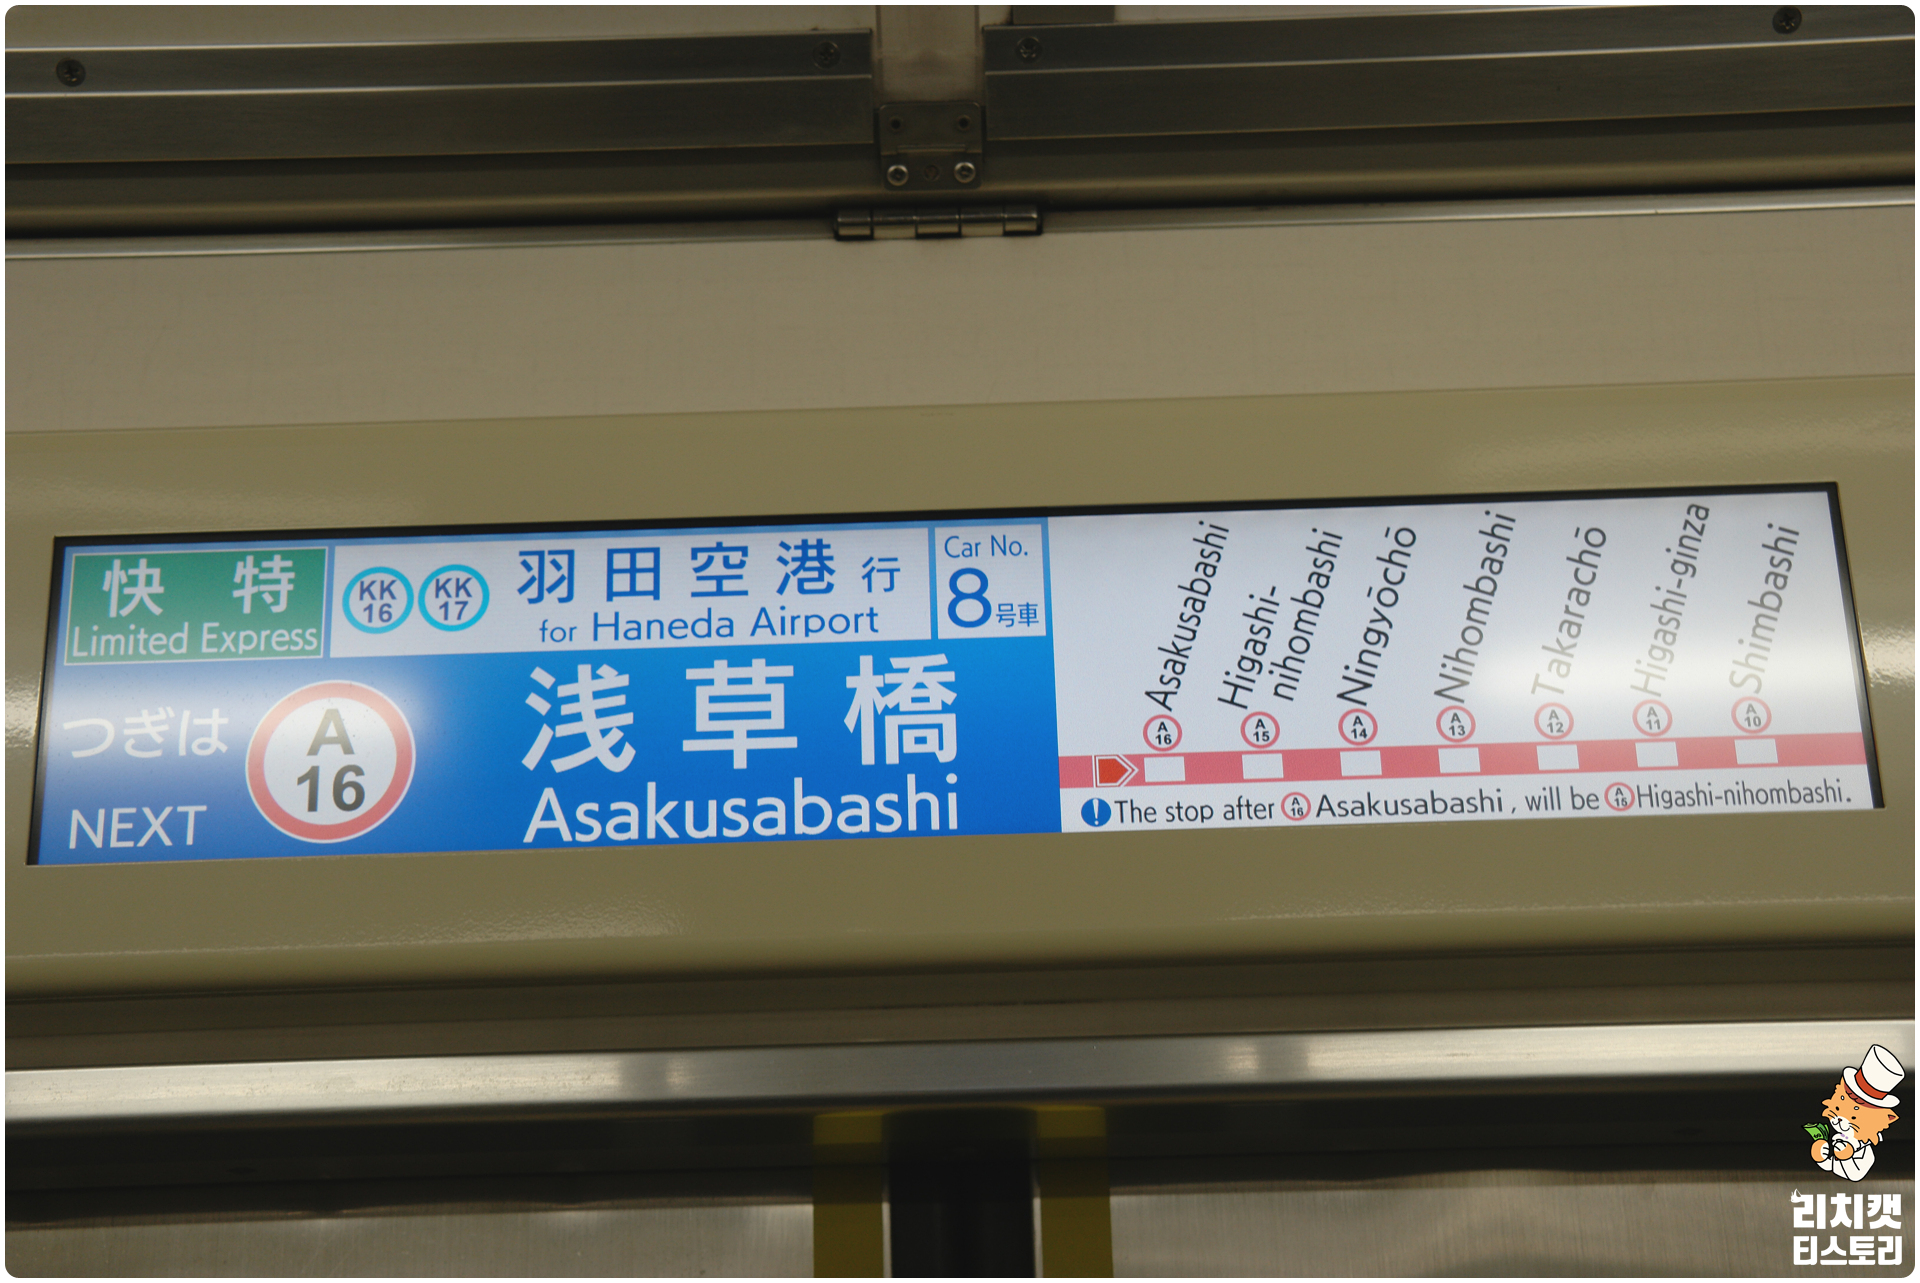 快特
Limited Express
KK
16
KK
17
羽田空港行
for Haneda Airport
Car No.
8号車
つぎは
NEXT
A
16
浅草橋
Asakusabashi
Asakusabashi
Higashi-
nihombashi
Ningyōchō
Nihombashi
Takarachō
Higashi-ginza
Shimbashi
A
16
A
15
A
14
A
13
A
12
A
11
A
10
! The stop after A 16 Asakusabashi, will be A 15 Higashi-nihombashi.
리치캣
티스토리